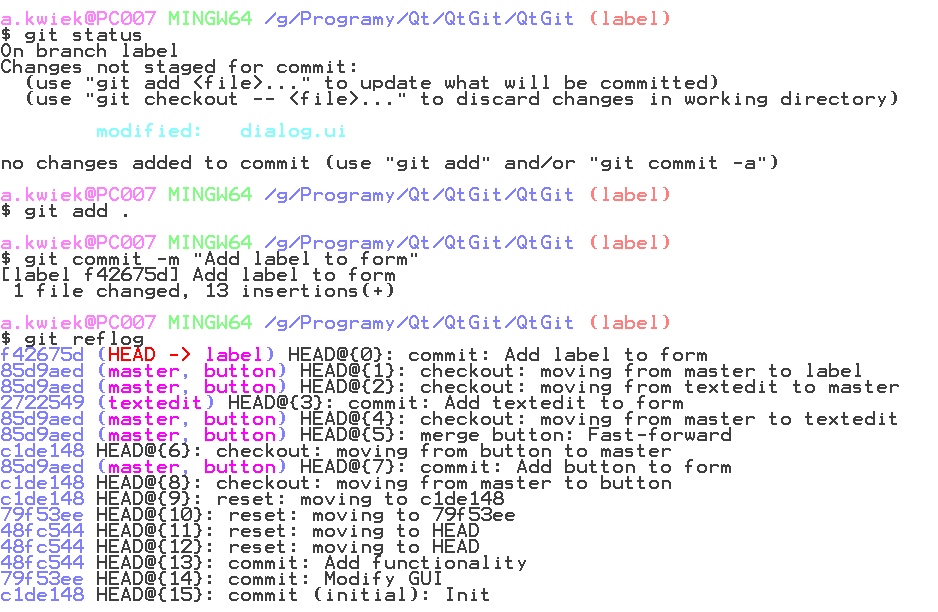 a.kwiek@PC007 MINGW64 /g/Programy/Qt/QtGit/QtGit (label)
$ git status
On branch label
Changes not staged for commit:
  (use "git add <file>..." to update what will be committed)
  (use "git checkout -- <file>..." to discard changes in working directory)
        modified:   dialog.ui
no changes added to commit (use "git add" and/or "git commit -a")
a.kwiek@PC007 MINGW64 /g/Programy/Qt/QtGit/QtGit (label)
$ git add .
a.kwiek@PC007 MINGW64 /g/Programy/Qt/QtGit/QtGit (label)
$ git commit -m "Add label to form"
[label f42675d] Add label to form
 1 file changed, 13 insertions(+)
a.kwiek@PC007 MINGW64 /g/Programy/Qt/QtGit/QtGit (label)
$ git reflog
f42675d (HEAD -> label) HEAD@{0}: commit: Add label to form
85d9aed (master, button) HEAD@{1}: checkout: moving from master to label
85d9aed (master, button) HEAD@{2}: checkout: moving from textedit to master
2722549 (textedit) HEAD@{3}: commit: Add textedit to form
85d9aed (master, button) HEAD@{4}: checkout: moving from master to textedit
85d9aed (master, button) HEAD@{5}: merge button: Fast-forward
c1de148 HEAD@{6}: checkout: moving from button to master
85d9aed (master, button) HEAD@{7}: commit: Add button to form
c1de148 HEAD@{8}: checkout: moving from master to button
c1de148 HEAD@{9}: reset: moving to c1de148
79f53ee HEAD@{10}: reset: moving to 79f53ee
48fc544 HEAD@{11}: reset: moving to HEAD
48fc544 HEAD@{12}: reset: moving to HEAD
48fc544 HEAD@{13}: commit: Add functionality
79f53ee HEAD@{14}: commit: Modify GUI
c1de148 HEAD@{15}: commit (initial): Init